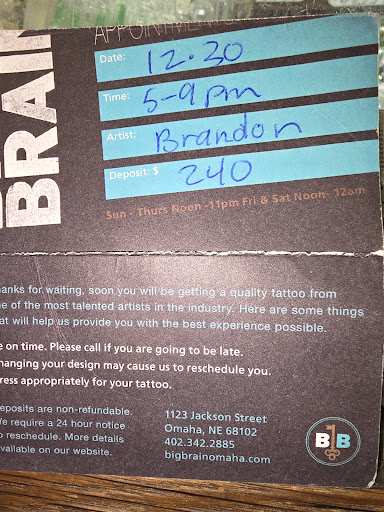 BRAIN
APPOINTMENT
Date: 12.30
Time: 5-9pm
Artist: Brandon
Deposit: $ 240
Sun - Thurs Noon -11pm Fri & Sat Noon- 12am
hanks for waiting, soon you will be getting a quality tattoo from
of the most talented artists in the industry. Here are some things
at will help us provide you with the best experience possible.
e on time. Please call if you are going to be late.
hanging your design may cause us to reschedule you.
ress appropriately for your tattoo.
eposits are non-refundable.
e require a 24 hour notice
o reschedule. More details
vailable on our website.
1123 Jackson Street
Omaha, NE 68102
402.342.2885
bigbrainomaha.com
B B